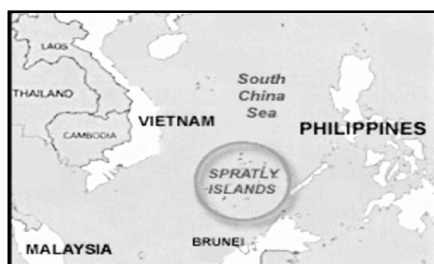 LAOS
THAILAND
CAMBODIA
VIETNAM
South
China
Sea
PHILIPPINES
SPRATLY
ISLANDS
BRUNEI
MALAYSIA